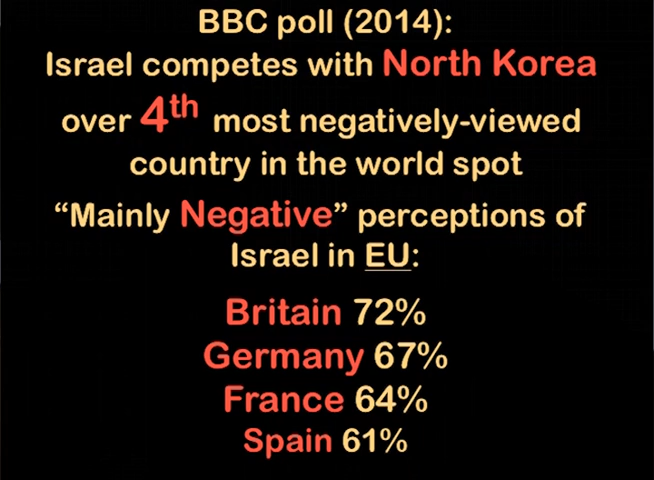 BBC poll (2014):
Israel competes with North Korea
over 4th most negatively-viewed
country in the world spot
“Mainly Negative” perceptions of
Israel in EU:
Britain 72%
Germany 67%
France 64%
Spain 61%